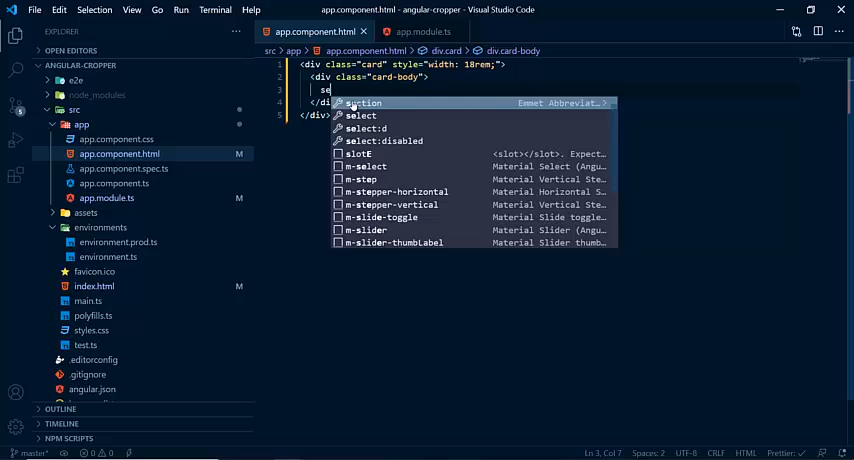 File Edit Selection View Go Run Terminal Help
app.component.html - angular-cropper - Visual Studio Code
EXPLORER
app.component.html
app.module.ts
OPEN EDITORS
src > app > app.component.html > div.card > div.card-body
ANGULAR-CROPPER
e2e
node_modules
src
app
app.component.css
app.component.html M
app.component.spec.ts
app.component.ts
app.module.ts M
assets
environments
environment.prod.ts
environment.ts
favicon.ico
index.html M
main.ts
polyfills.ts
styles.css
test.ts
.editorconfig
.gitignore
angular.json
OUTLINE
TIMELINE
NPM SCRIPTS
1 <div class="card" style="width: 18rem;">
2 <div class="card-body">
3 se
4 </di
5 </div>
Emmet Abbreviat…
select
select:d
select:disabled
slotE <slot></slot>. Expect…
m-select Material Select (Angu…
m-step Material Vertical Ste…
m-stepper-horizontal Material Horizontal S…
m-stepper-vertical Material Vertical Ste…
m-slide-toggle Material Slide toggle…
m-slider Material Slider (Angu…
m-slider-thumbLabel Material Slider thumb…
5
master* 0 0
Ln 3, Col 7 Spaces: 2 UTF-8 CRLF HTML Prettier: ✓